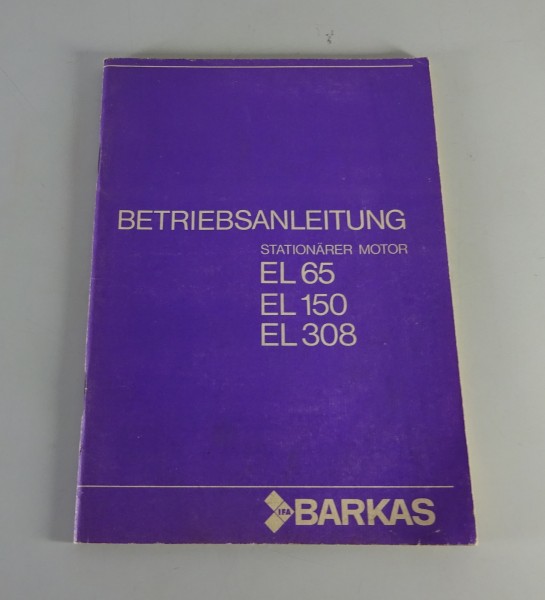 BETRIEBSANLEITUNG
STATIONÄRER MOTOR
EL 65
EL 150
EL 308
IFA BARKAS